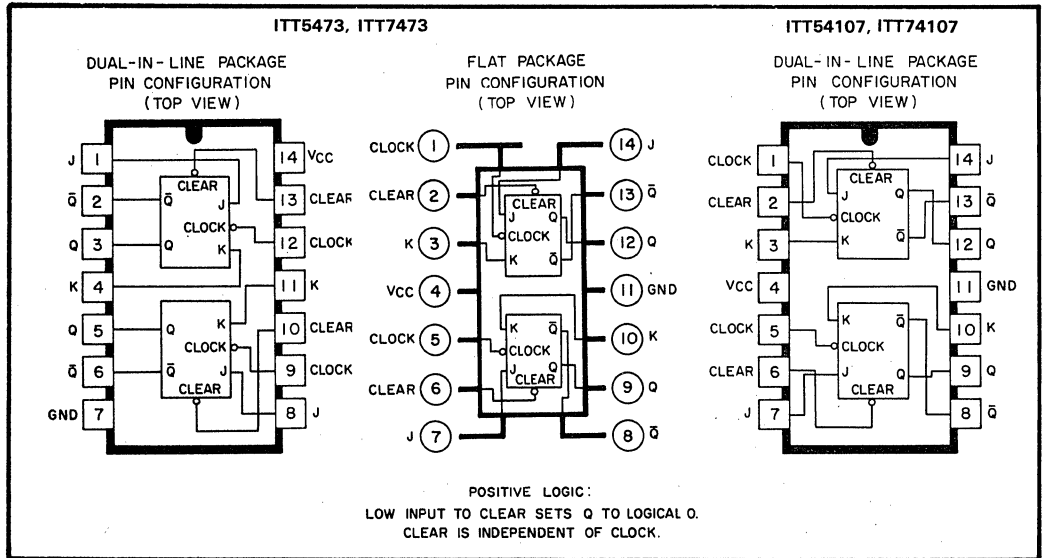 ITT5473, ITT7473
DUAL-IN-LINE PACKAGE
PIN CONFIGURATION
(TOP VIEW)
J 1
Q̅ 2
Q 3
K 4
Q 5
Q̅ 6
GND 7
14 VCC
13 CLEAR
12 CLOCK
11 K
10 CLEAR
9 CLOCK
8 J
CLEAR
Q̅ J
CLOCK
Q K
Q K
CLOCK
Q̅ J
CLEAR
FLAT PACKAGE
PIN CONFIGURATION
(TOP VIEW)
CLOCK 1
CLEAR 2
K 3
VCC 4
CLOCK 5
CLEAR 6
J 7
14 J
13 Q̅
12 Q
11 GND
10 K
9 Q
8 Q̅
CLEAR
J Q
CLOCK
K Q̅
K Q̅
CLOCK
J Q
CLEAR
ITT54107, ITT74107
DUAL-IN-LINE PACKAGE
PIN CONFIGURATION
(TOP VIEW)
CLOCK 1
CLEAR 2
K 3
VCC 4
CLOCK 5
CLEAR 6
J 7
14 J
13 Q̅
12 Q
11 GND
10 K
9 Q
8 Q̅
CLEAR
J Q
CLOCK
K Q̅
K Q̅
CLOCK
J Q
CLEAR
POSITIVE LOGIC:
LOW INPUT TO CLEAR SETS Q TO LOGICAL 0.
CLEAR IS INDEPENDENT OF CLOCK.